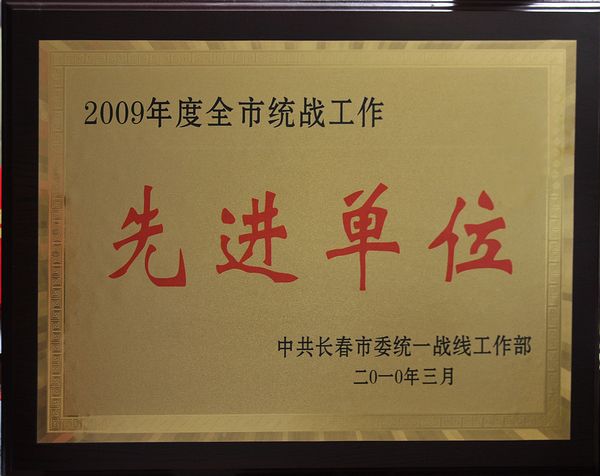 2009年度全市统战工作
先进单位
中共长春市委统一战线工作部
二0一0年三月